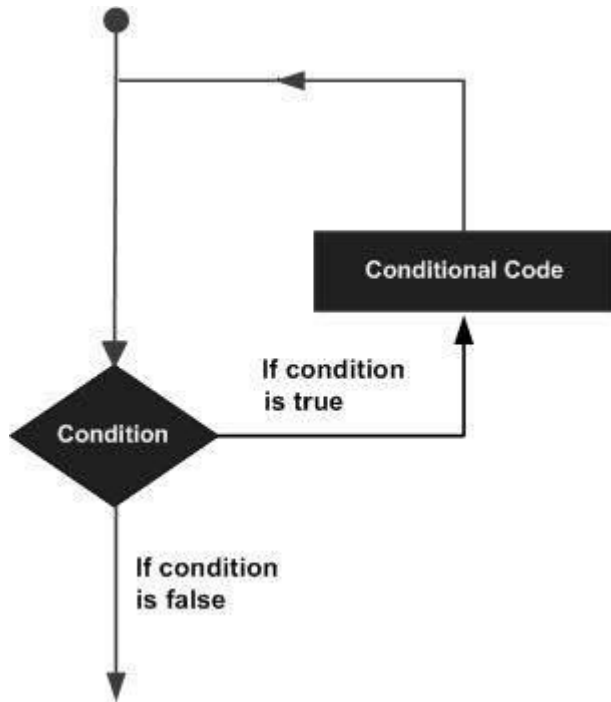 Conditional Code
If condition
is true
Condition
If condition
is false